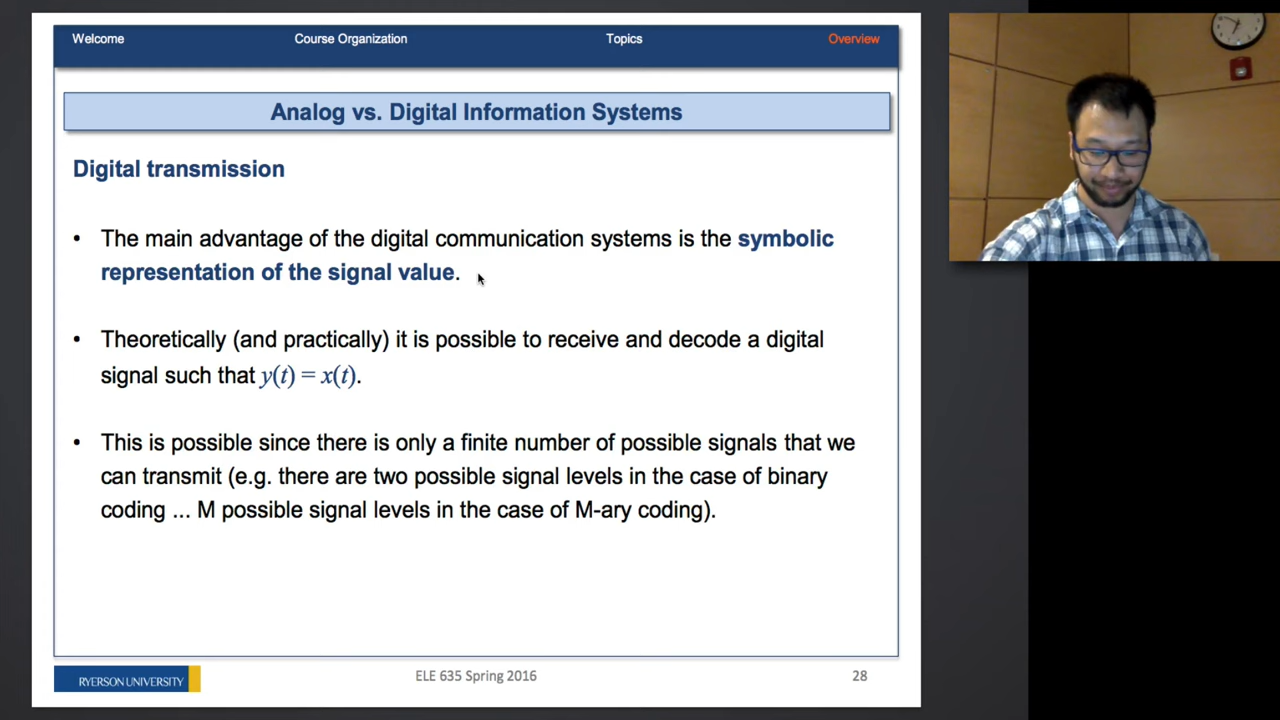 Welcome Course Organization Topics Overview
Analog vs. Digital Information Systems
Digital transmission
• The main advantage of the digital communication systems is the symbolic
representation of the signal value.
• Theoretically (and practically) it is possible to receive and decode a digital
signal such that y(t) = x(t).
• This is possible since there is only a finite number of possible signals that we
can transmit (e.g. there are two possible signal levels in the case of binary
coding ... M possible signal levels in the case of M-ary coding).
RYERSON UNIVERSITY ELE 635 Spring 2016 28